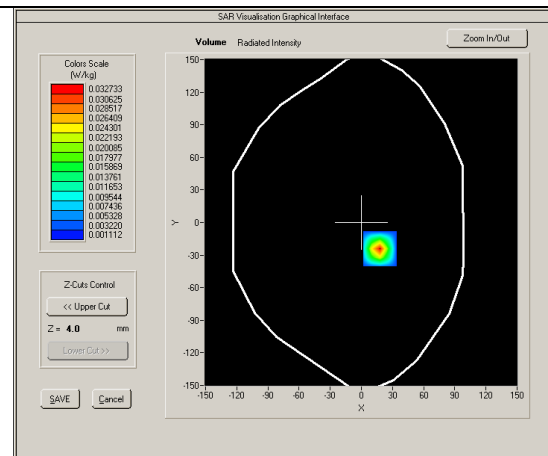 SAR Visualisation Graphical Interface
Volume Radiated Intensity
Zoom In/Out
Colors Scale
(W/kg)
0.032733
0.030625
0.028517
0.026409
0.024301
0.022193
0.020085
0.017977
0.015869
0.013761
0.011653
0.009544
0.007436
0.005328
0.003220
0.001112
Z-Cuts Control
<< Upper Cut
Z = 4.0 mm
Lower Cut >>
SAVE Cancel
150
120
90
60
30
Y 0
-30
-60
-90
-120
-150
-150 -120 -90 -60 -30 0 30 60 90 120 150
X